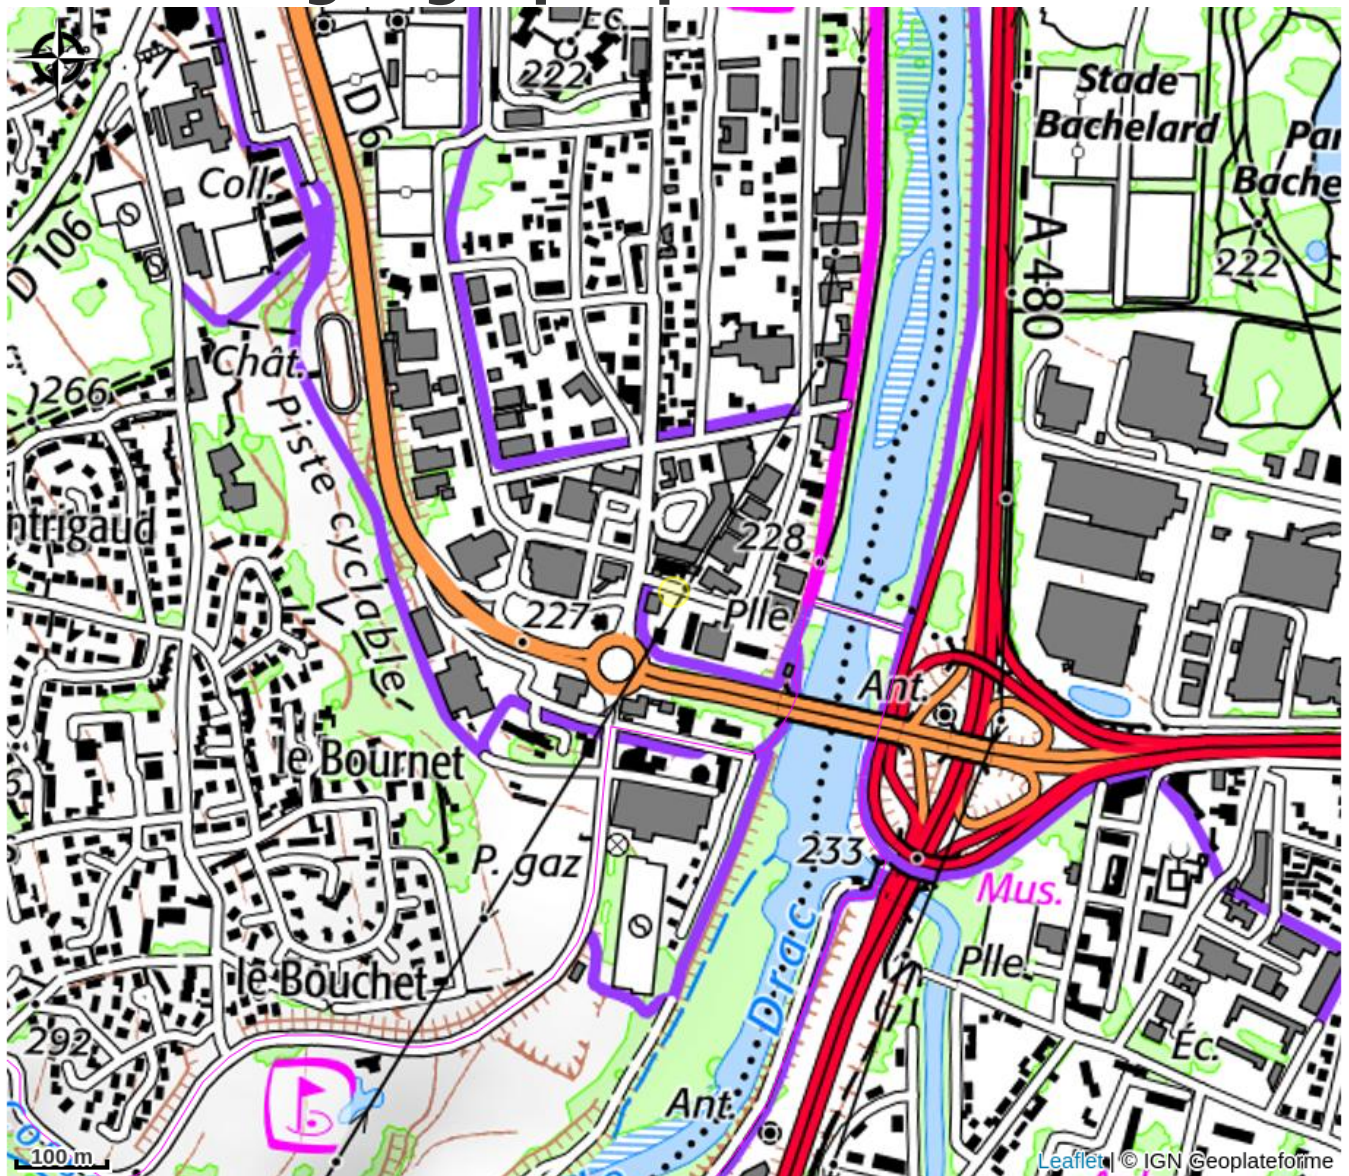 Éc.
222
D 6
Stade
Bachelard
Par
Bache
222
Coll.
D 106
A 480
Chât.
266
Piste cyclable
ntrigaud
228
227
Plle.
Ant.
le Bournet
P. gaz
233
Mus.
le Bouchet
Drac
Plle.
292
Éc.
Ant.
100 m
Leaflet | © IGN Geoplateforme